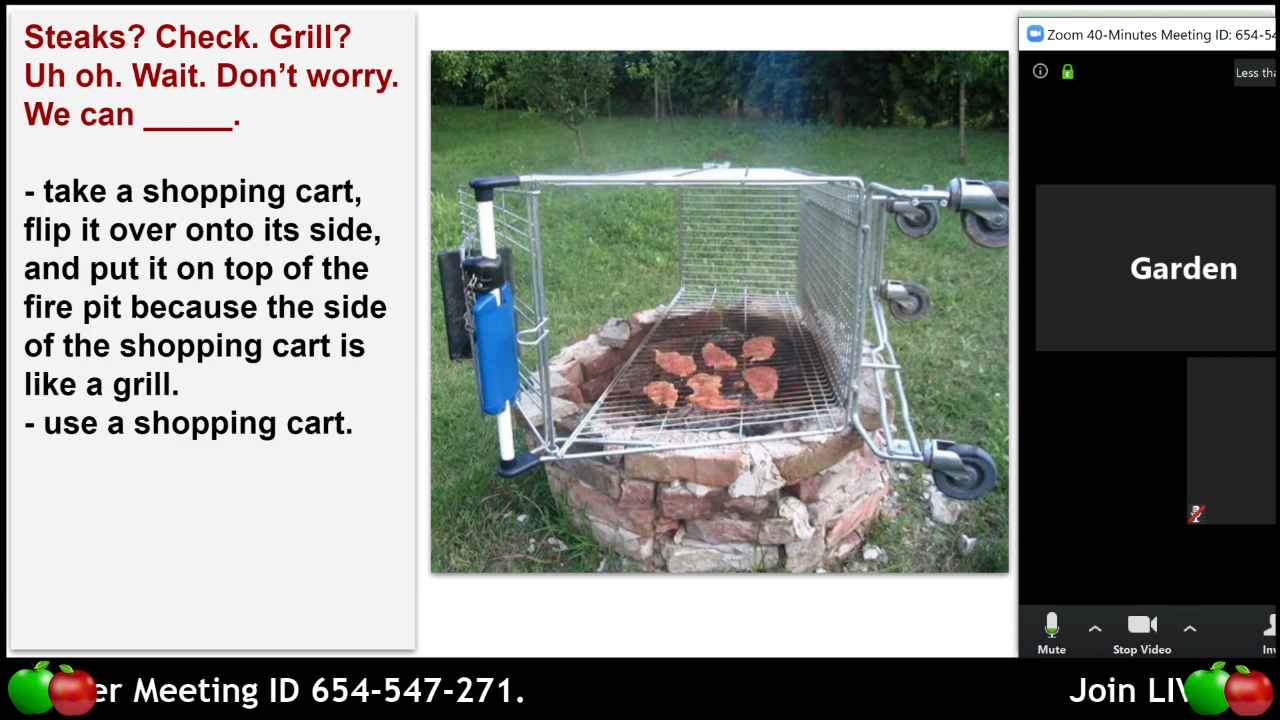 Steaks? Check. Grill?
Uh oh. Wait. Don’t worry.
We can _____.
- take a shopping cart,
flip it over onto its side,
and put it on top of the
fire pit because the side
of the shopping cart is
like a grill.
- use a shopping cart.
Zoom 40-Minutes Meeting ID: 654-54
Less tha
Garden
Mute
Stop Video
Inv
er Meeting ID 654-547-271.
Join LIV